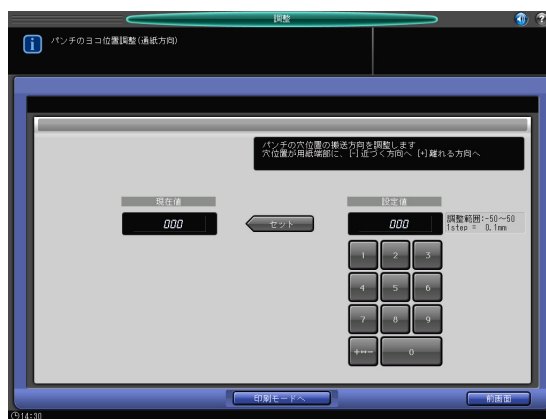 調整
パンチのヨコ位置調整(通紙方向)
パンチの穴位置の搬送方向を調整します
穴位置が用紙端部に、[-]近づく方向へ [+]離れる方向へ
現在値
設定値
000
セット
000
調整範囲:-50～50
1step = 0.1mm
1 2 3
4 5 6
7 8 9
+↔- 0
印刷モードへ
前画面
14:30